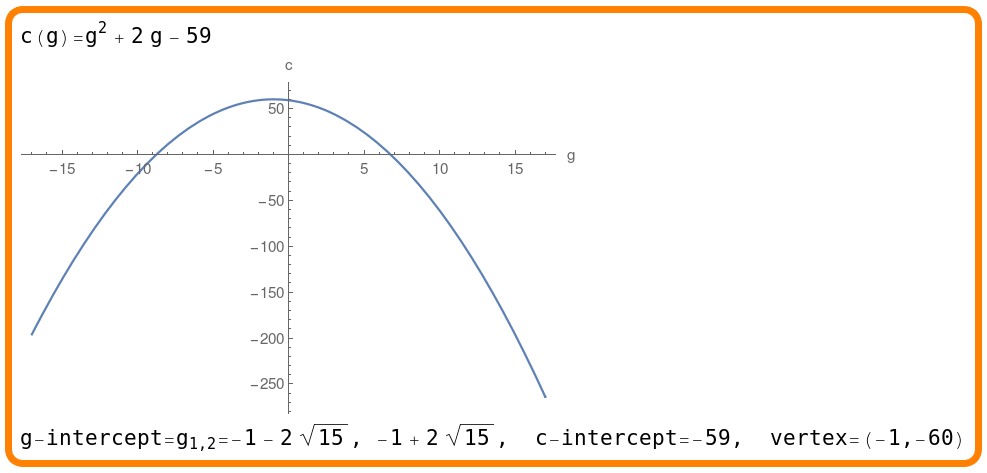 c(g)=g²+2 g−59
c
50
−15 −10 −5 5 10 15 g
−50
−100
−150
−200
−250
g−intercept=g₁,₂=−1−2√15, −1+2√15, c−intercept=−59, vertex=(−1,−60)